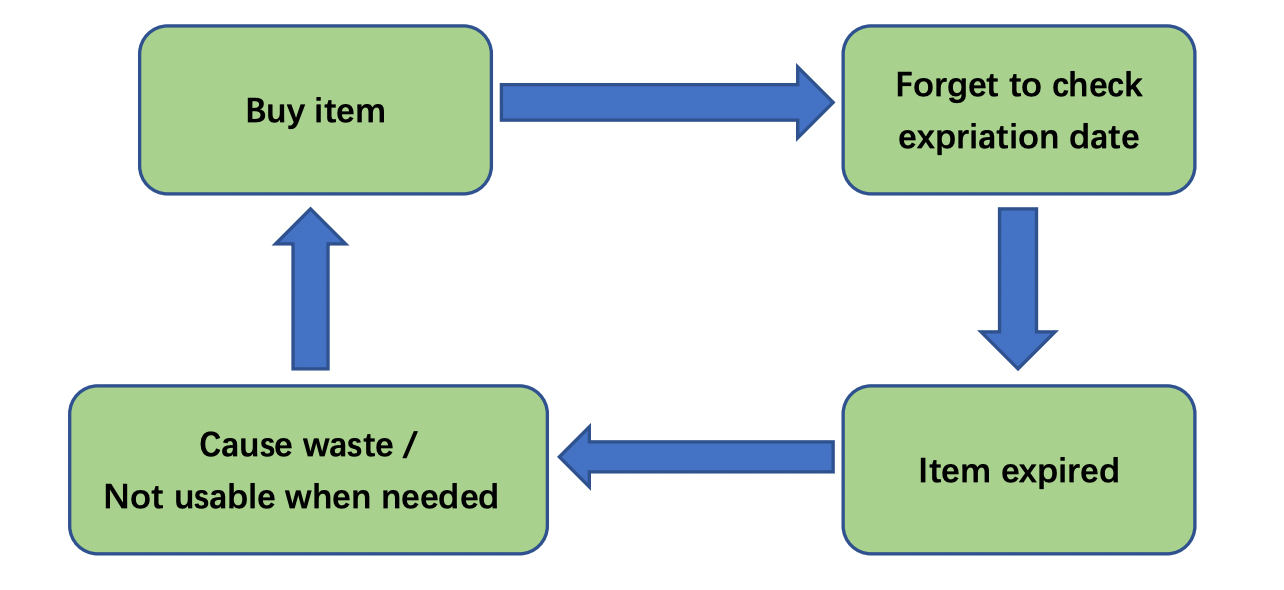 Buy item
Forget to check
expriation date
Cause waste /
Not usable when needed
Item expired